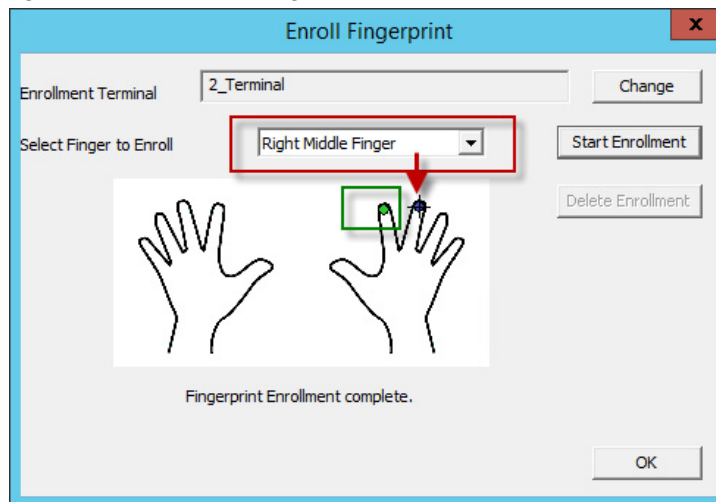 Enroll Fingerprint
x
Enrollment Terminal 2_Terminal Change
Select Finger to Enroll Right Middle Finger Start Enrollment
Delete Enrollment
Fingerprint Enrollment complete.
OK